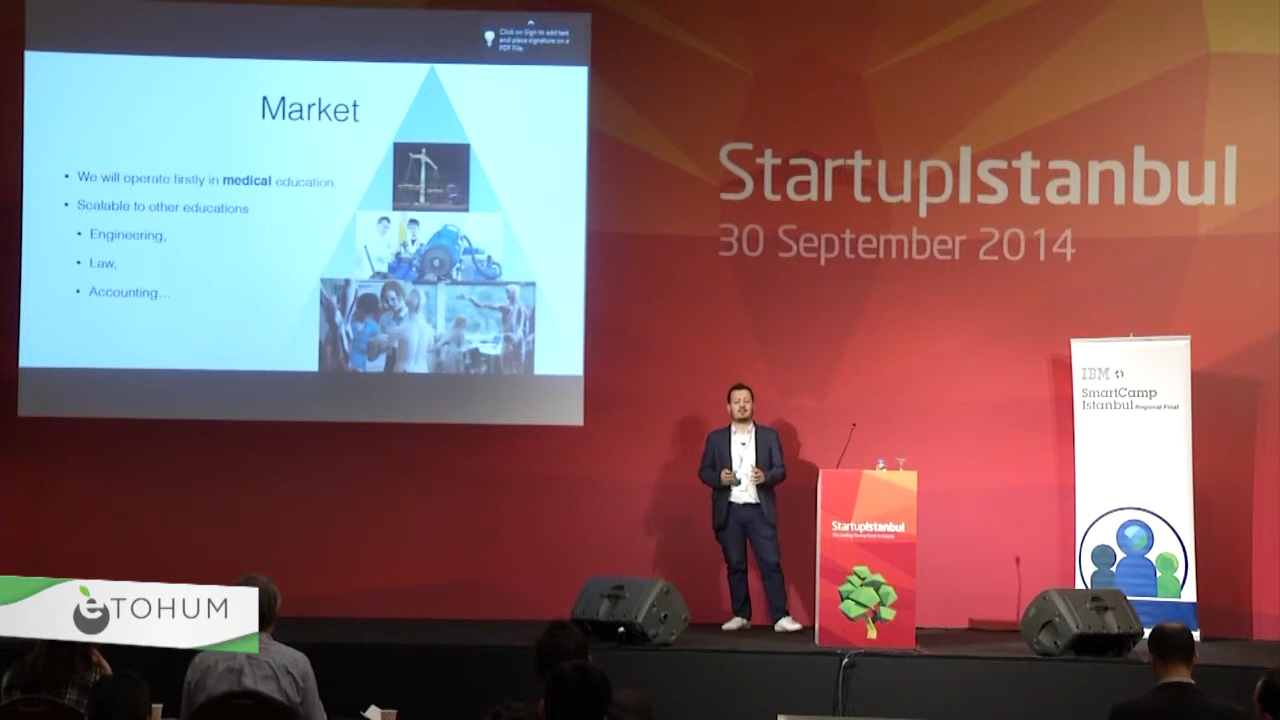 Click on Sign to add text
and place signature on a
PDF File.
Market
• We will operate firstly in medical education.
• Scalable to other educations
• Engineering,
• Law,
• Accounting...
StartupIstanbul
30 September 2014
IBM
SmartCamp
Istanbul Regional Final
StartupIstanbul
eTOHUM